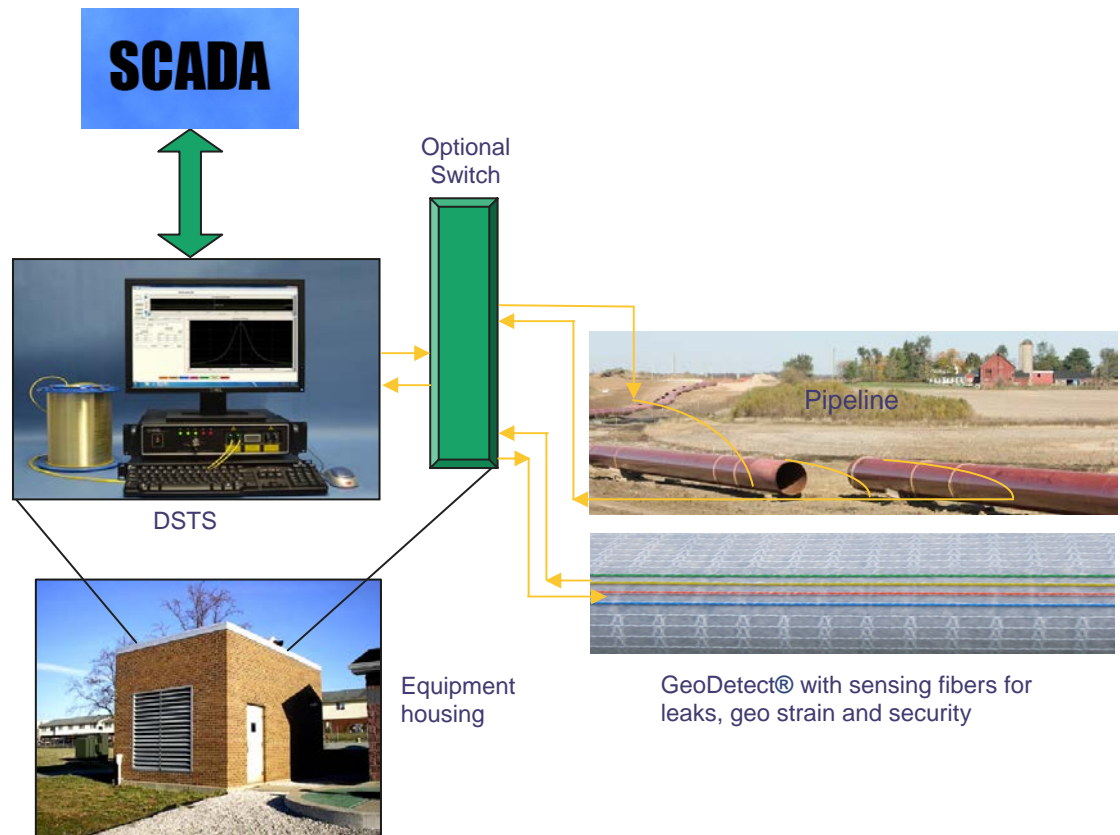 SCADA
Optional
Switch
Pipeline
DSTS
Equipment
housing
GeoDetect® with sensing fibers for
leaks, geo strain and security